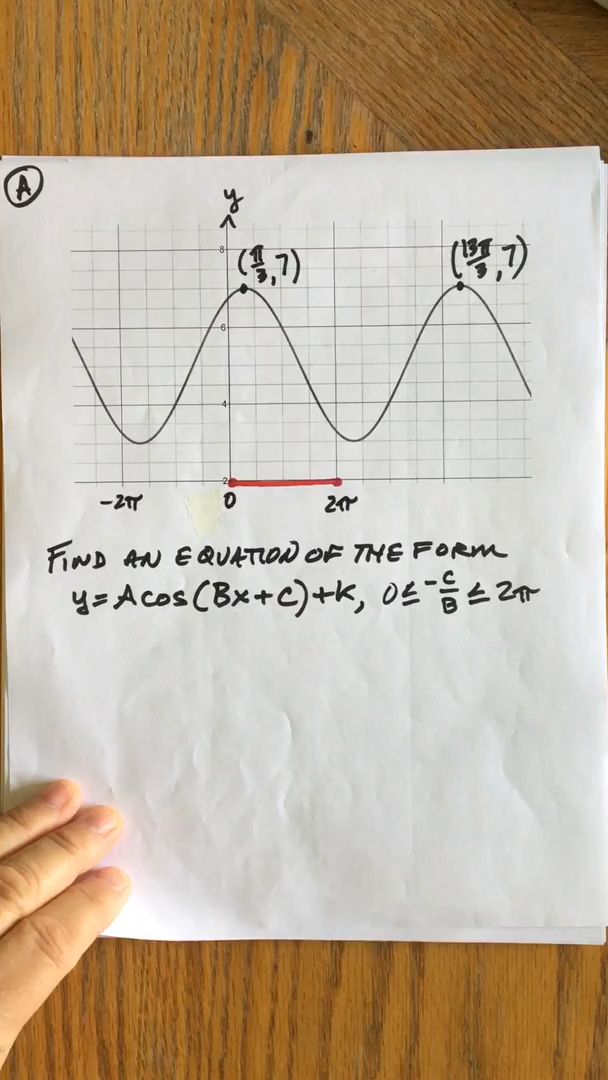 A
y
8
(π/3, 7)
(13π/3, 7)
6
4
2
-2π 0 2π
FIND AN EQUATION OF THE FORM
y=Acos(Bx+C)+K, 0≤-C/B≤2π